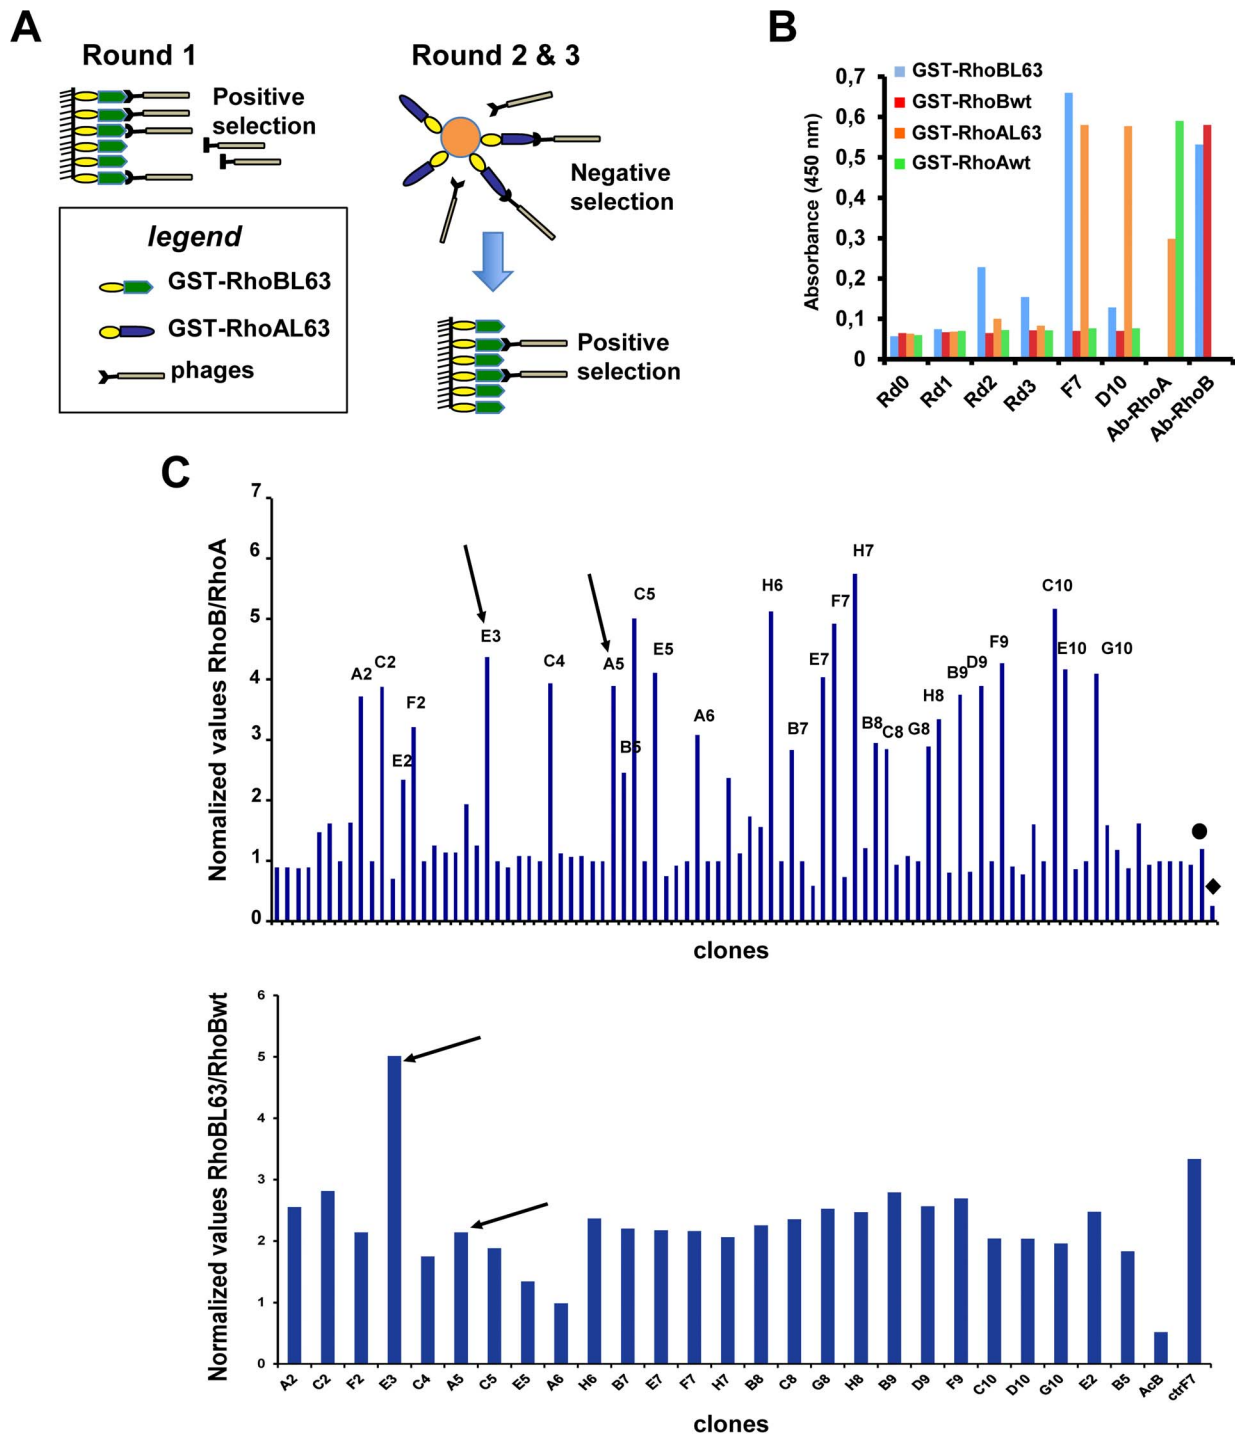 A
Round 1
Positive
selection
Round 2 & 3
Negative
selection
Positive
selection
legend
GST-RhoBL63
GST-RhoAL63
phages
B
GST-RhoBL63
GST-RhoBwt
GST-RhoAL63
GST-RhoAwt
Absorbance (450 nm)
0,7
0,6
0,5
0,4
0,3
0,2
0,1
0
Rd0 Rd1 Rd2 Rd3 F7 D10 Ab-RhoA Ab-RhoB
C
Nomalized values RhoB/RhoA
7
6
5
4
3
2
1
0
A2 C2 E2 F2 E3 C4 A5 B5 C5 E5 A6 H6 B7 E7 F7 H7 B8 C8 G8 H8 B9 D9 F9 C10 E10 G10
clones
Normalized values RhoBL63/RhoBwt
6
5
4
3
2
1
0
A2 C2 F2 E3 C4 A5 C5 E5 A6 H6 B7 E7 F7 H7 B8 C8 G8 H8 B9 D9 F9 C10 D10 G10 E2 B5 AcB ctrF7
clones